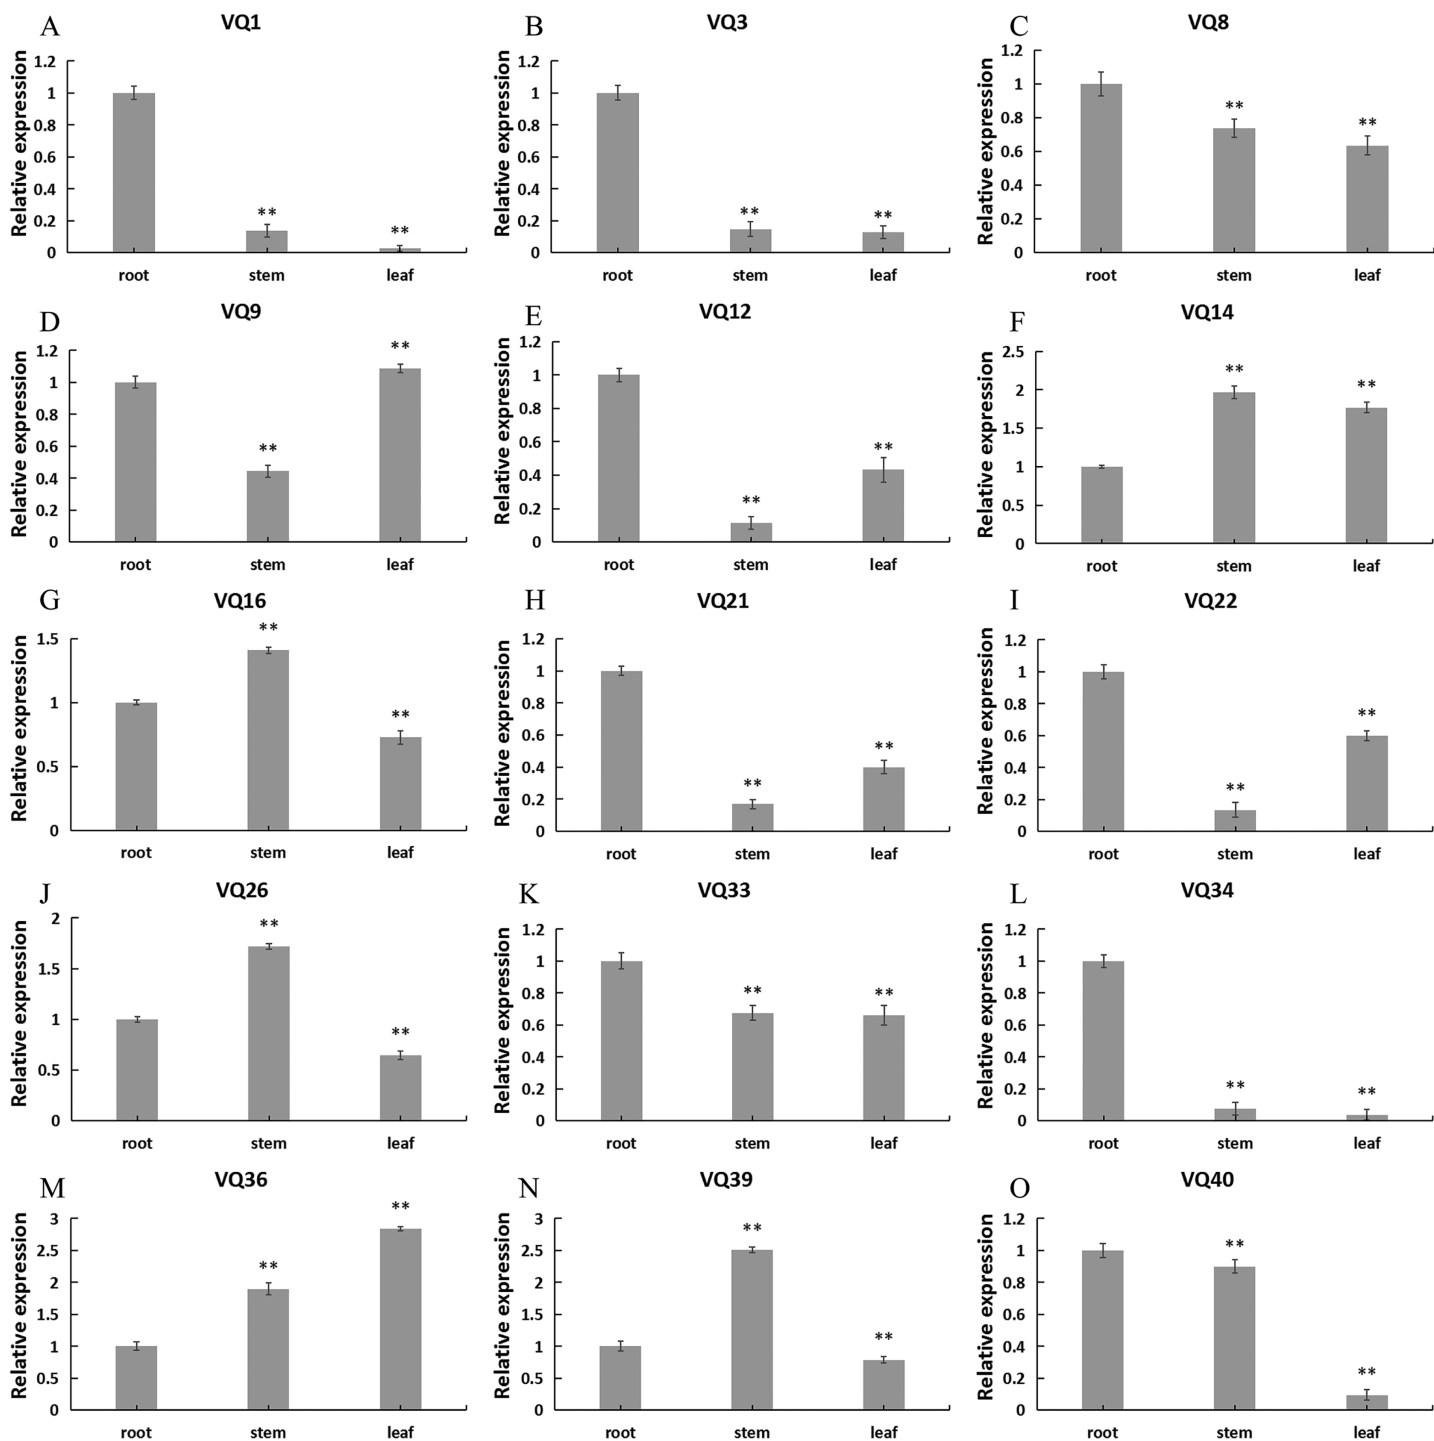 A VQ1
Relative expression
1.2
1
0.8
0.6
0.4
0.2
0
**
**
root stem leaf
B VQ3
Relative expression
1.2
1
0.8
0.6
0.4
0.2
0
**
**
root stem leaf
C VQ8
Relative expression
1.2
1
0.8
0.6
0.4
0.2
0
**
**
root stem leaf
D VQ9
Relative expression
1.2
1
0.8
0.6
0.4
0.2
0
**
**
root stem leaf
E VQ12
Relative expression
1.2
1
0.8
0.6
0.4
0.2
0
**
**
root stem leaf
F VQ14
Relative expression
2.5
2
1.5
1
0.5
0
**
**
root stem leaf
G VQ16
Relative expression
1.5
1
0.5
0
**
**
root stem leaf
H VQ21
Relative expression
1.2
1
0.8
0.6
0.4
0.2
0
**
**
root stem leaf
I VQ22
Relative expression
1.2
1
0.8
0.6
0.4
0.2
0
**
**
root stem leaf
J VQ26
Relative expression
2
1.5
1
0.5
0
**
**
root stem leaf
K VQ33
Relative expression
1.2
1
0.8
0.6
0.4
0.2
0
**
**
root stem leaf
L VQ34
Relative expression
1.2
1
0.8
0.6
0.4
0.2
0
**
**
root stem leaf
M VQ36
Relative expression
3
2.5
2
1.5
1
0.5
0
**
**
root stem leaf
N VQ39
Relative expression
3
2.5
2
1.5
1
0.5
0
**
**
root stem leaf
O VQ40
Relative expression
1.2
1
0.8
0.6
0.4
0.2
0
**
**
root stem leaf